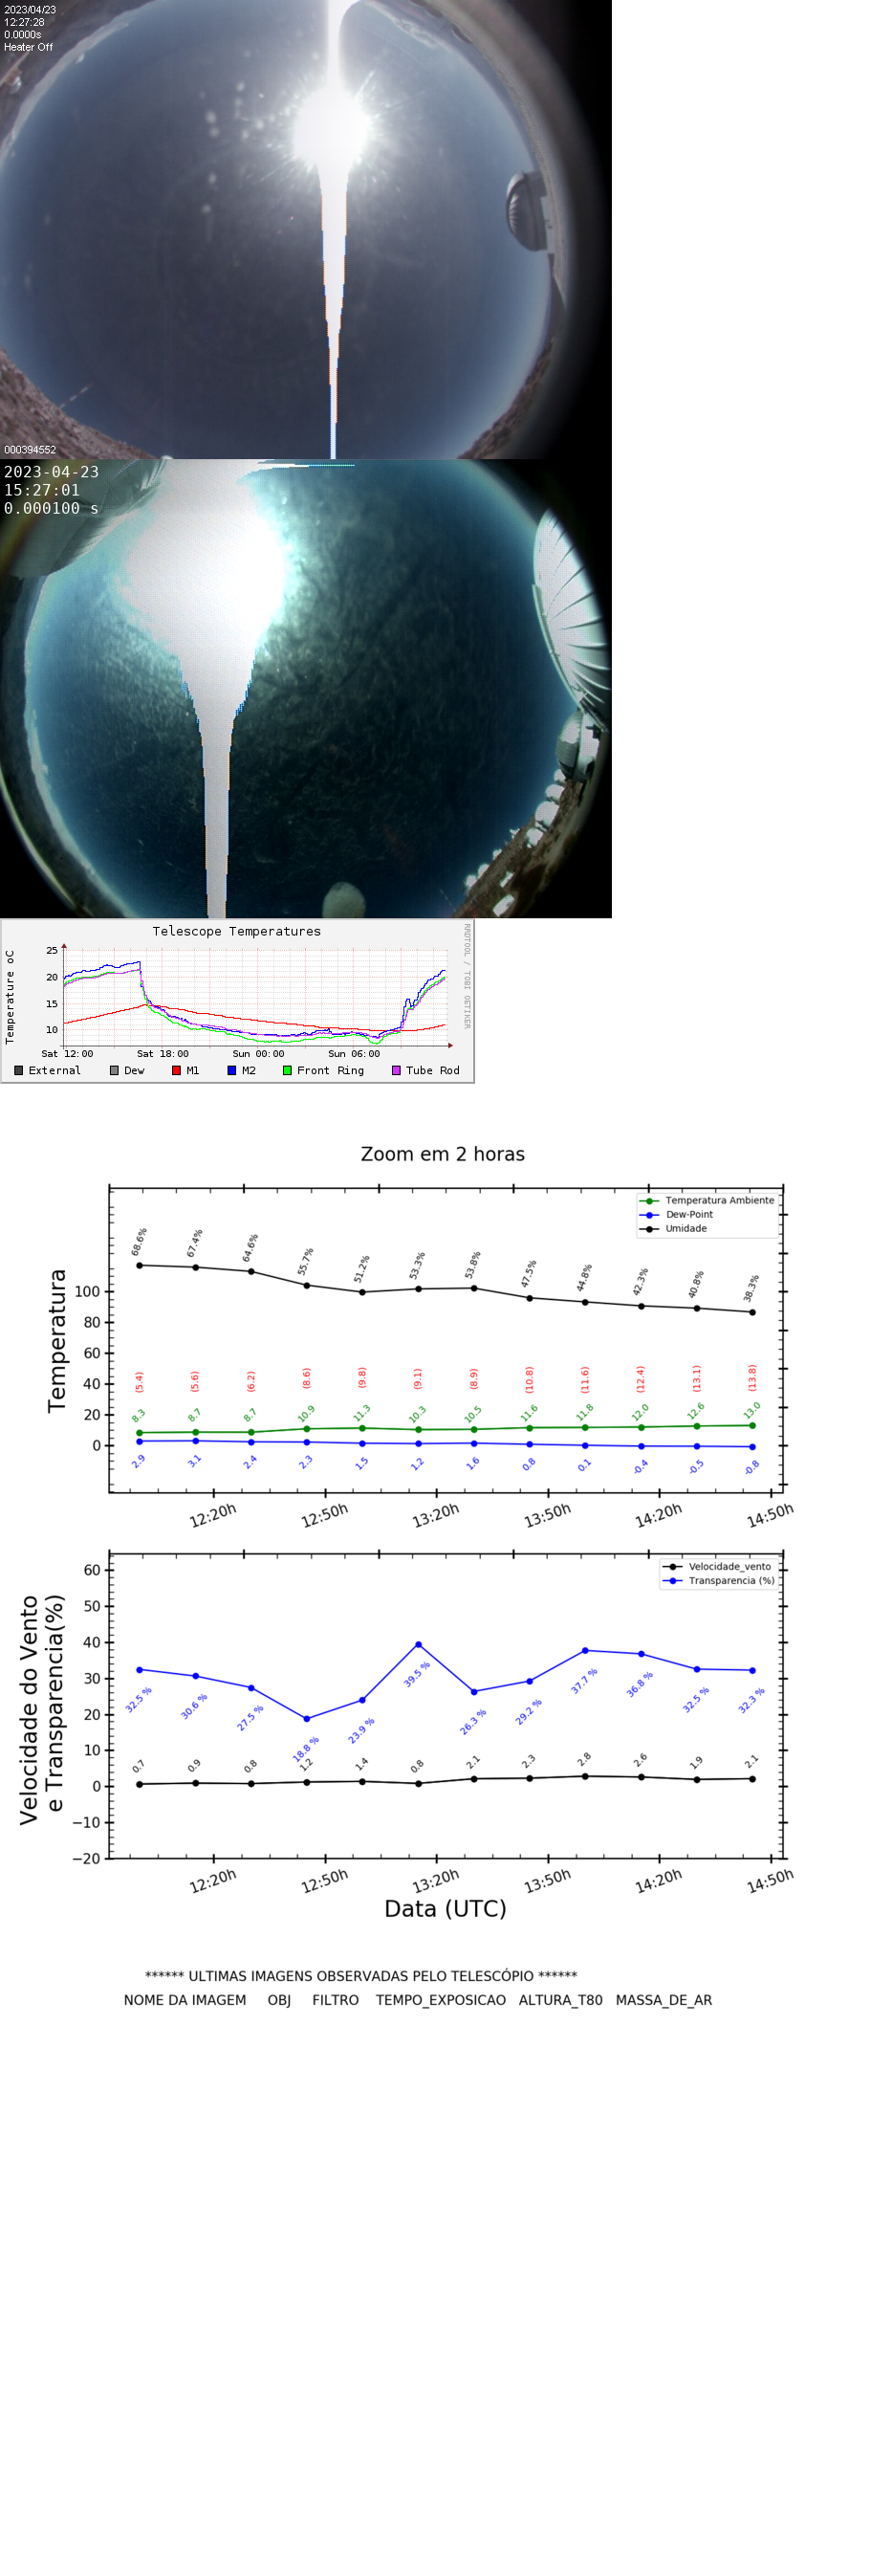 2023/04/23
12:27:28
0.0000s
Heater Off
000394552
2023-04-23
15:27:01
0.000100 s
Telescope Temperatures
RRDTOOL / TOBI OETIKER
Temperature oC
25
20
15
10
Sat 12:00 Sat 18:00 Sun 00:00 Sun 06:00
External Dew M1 M2 Front Ring Tube Rod
Zoom em 2 horas
Temperatura Ambiente
Dew-Point
Umidade
Temperatura
100
80
60
40
20
0
68.6% 67.4% 64.6% 55.7% 51.2% 53.3% 53.8% 47.5% 44.8% 42.3% 40.8% 38.3%
(5.4) (5.6) (6.2) (8.6) (9.8) (9.1) (8.9) (10.8) (11.6) (12.4) (13.1) (13.8)
8.3 8.7 8.7 10.9 11.3 10.3 10.5 11.6 11.8 12.0 12.6 13.0
2.9 3.1 2.4 2.3 1.5 1.2 1.6 0.8 0.1 -0.4 -0.5 -0.8
12:20h 12:50h 13:20h 13:50h 14:20h 14:50h
Velocidade_vento
Transparencia (%)
Velocidade do Vento
e Transparencia(%)
60
50
40
30
20
10
0
−10
−20
32.5 % 30.6 % 27.5 % 18.8 % 23.9 % 39.5 % 26.3 % 29.2 % 37.7 % 36.8 % 32.5 % 32.3 %
0.7 0.9 0.8 1.2 1.4 0.8 2.1 2.3 2.8 2.6 1.9 2.1
12:20h 12:50h 13:20h 13:50h 14:20h 14:50h
Data (UTC)
****** ULTIMAS IMAGENS OBSERVADAS PELO TELESCÓPIO ******
NOME DA IMAGEM OBJ FILTRO TEMPO_EXPOSICAO ALTURA_T80 MASSA_DE_AR